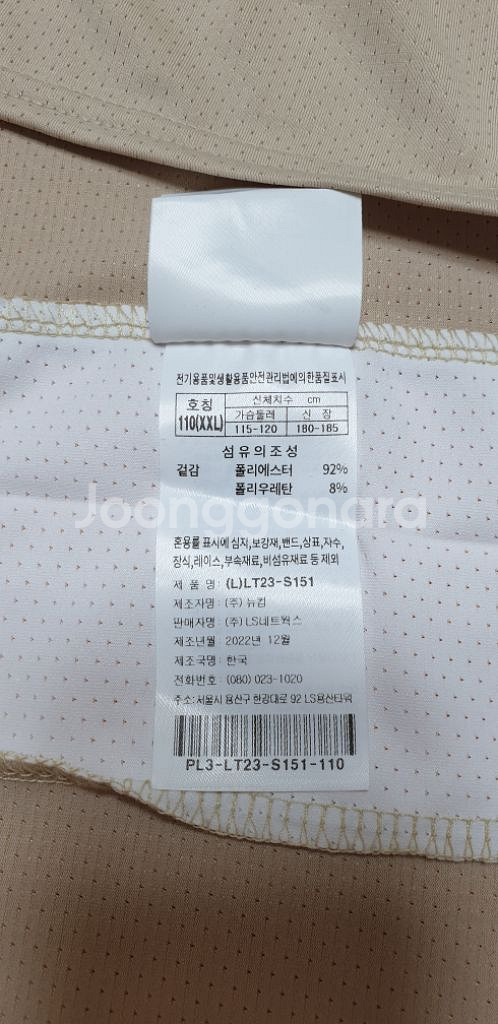 전기용품및생활용품안전관리법에의한품질표시
호칭 신체치수 cm
110(XXL) 가슴둘레 신 장
115-120 180-185
섬유의조성
겉감 폴리에스터 92%
폴리우레탄 8%
Joonggonara
혼용률 표시에 심지,보강재,밴드,상표,자수,
장식,레이스,부속재료,비섬유재료 등 제외
제 품 명: (L)LT23-S151
제조자명: (주) 뉴컴
판매자명: (주) LS네트웍스
제조년월: 2022년 12월
제조국명: 한국
전화번호: (080) 023-1020
주소: 서울시 용산구 한강대로 92 LS용산타워
PL3-LT23-S151-110